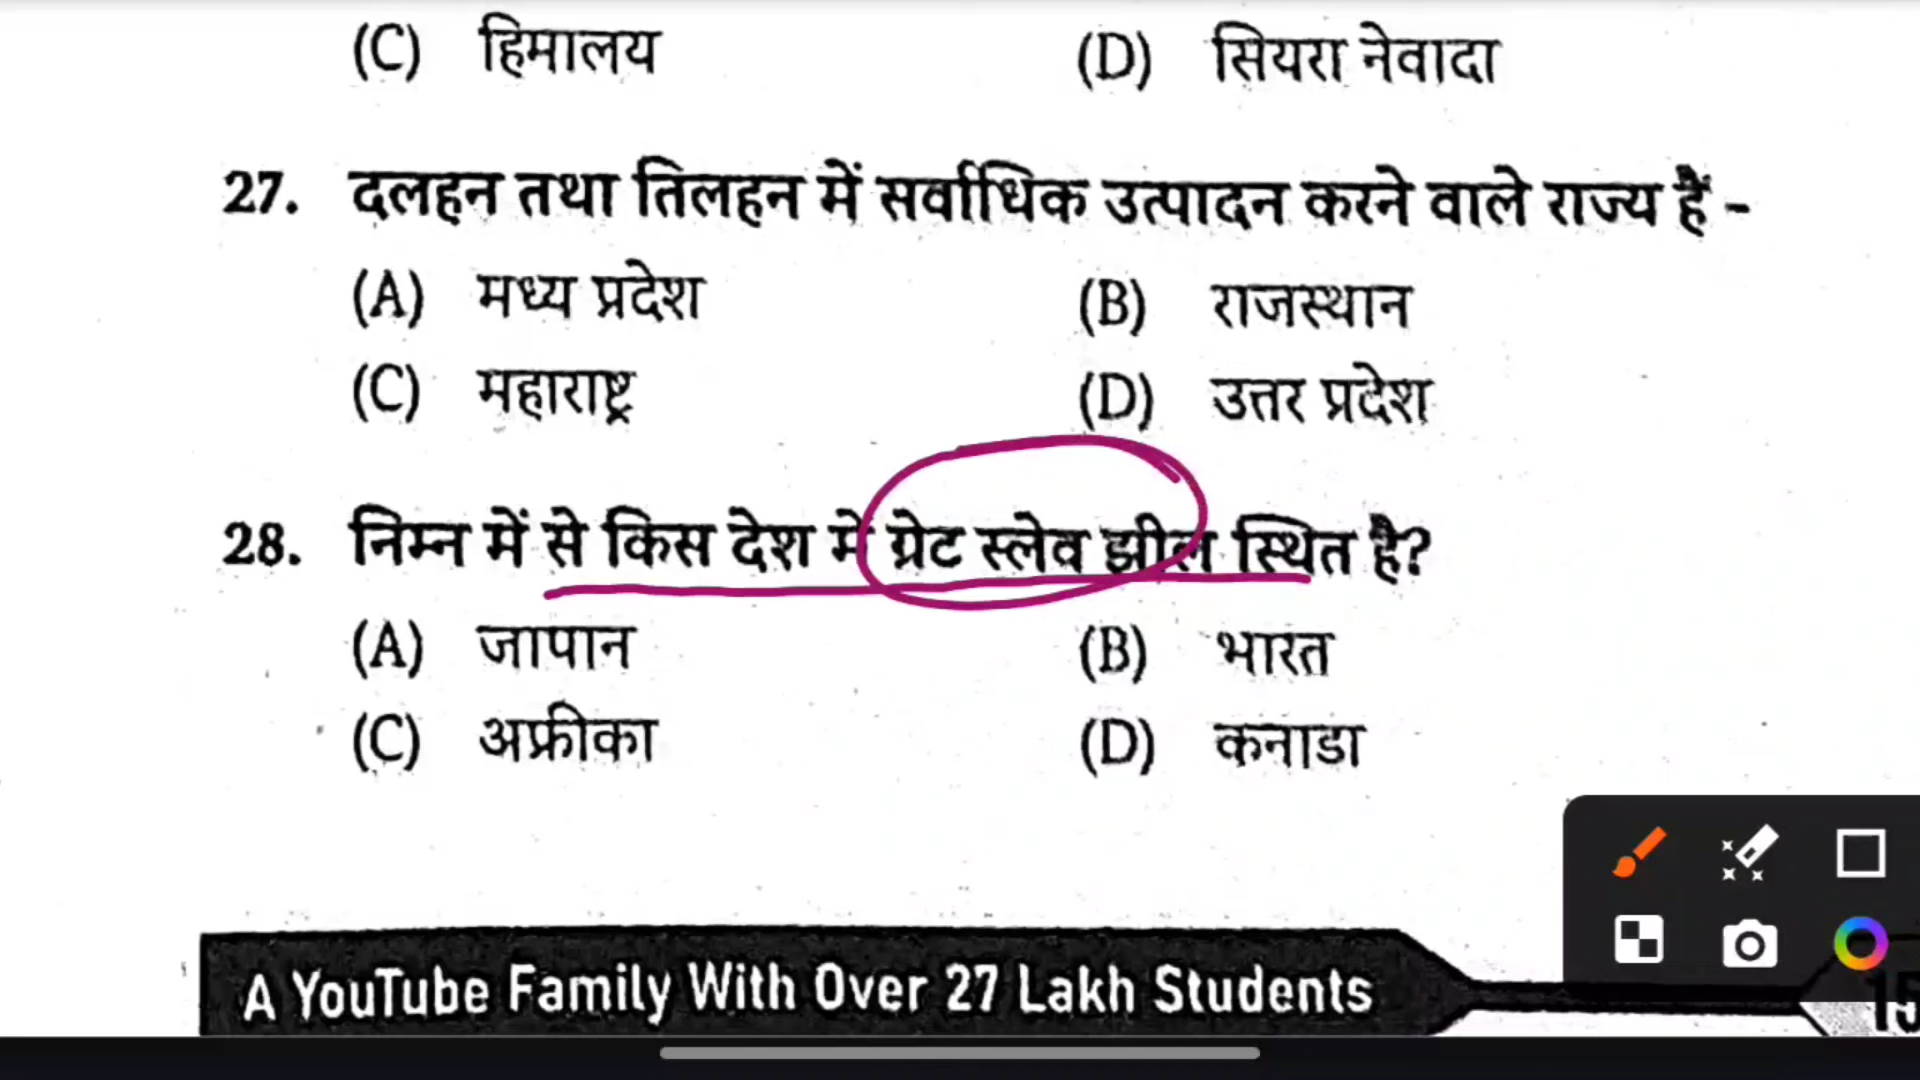 (C) हिमालय (D) सियरा नेवादा
27. दलहन तथा तिलहन में सर्वाधिक उत्पादन करने वाले राज्य हैं -
(A) मध्य प्रदेश (B) राजस्थान
(C) महाराष्ट्र (D) उत्तर प्रदेश
28. निम्न में से किस देश में ग्रेट स्लेव झील स्थित है?
(A) जापान (B) भारत
(C) अफ्रीका (D) कनाडा
A YouTube Family With Over 27 Lakh Students